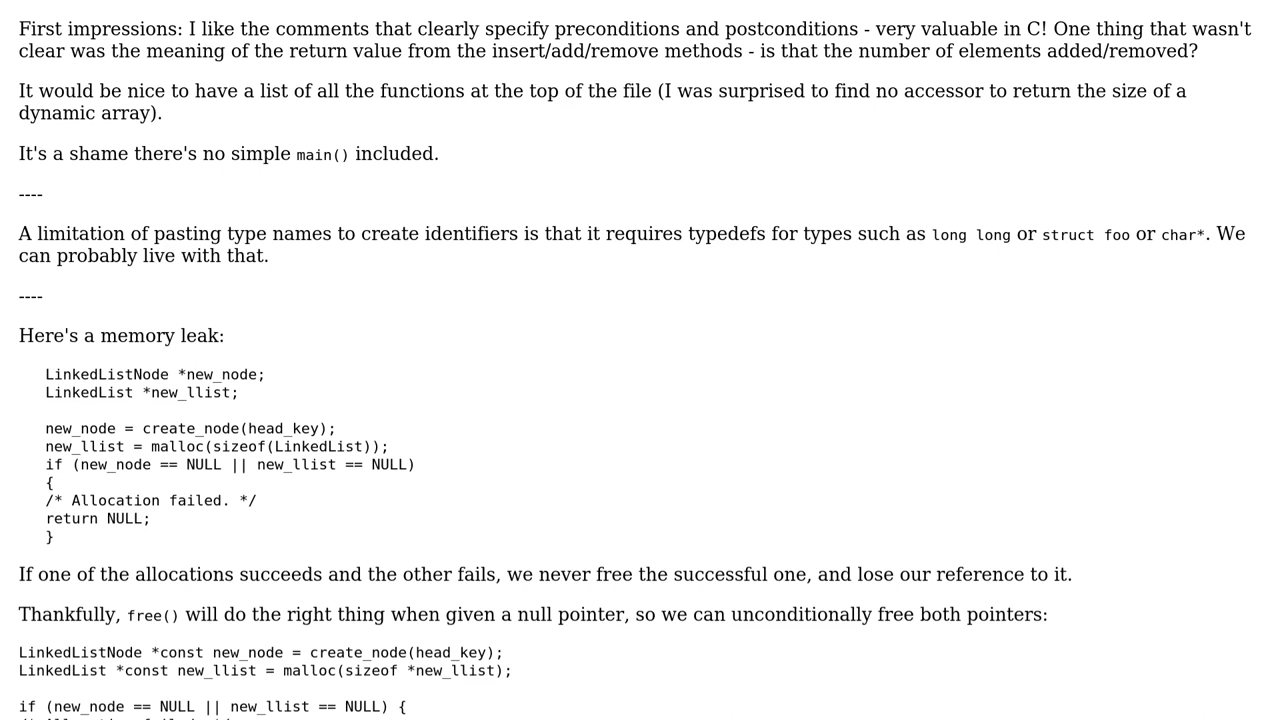 First impressions: I like the comments that clearly specify preconditions and postconditions - very valuable in C! One thing that wasn't
clear was the meaning of the return value from the insert/add/remove methods - is that the number of elements added/removed?
It would be nice to have a list of all the functions at the top of the file (I was surprised to find no accessor to return the size of a
dynamic array).
It's a shame there's no simple main() included.
----
A limitation of pasting type names to create identifiers is that it requires typedefs for types such as long long or struct foo or char*. We
can probably live with that.
----
Here's a memory leak:
LinkedListNode *new_node;
LinkedList *new_llist;
new_node = create_node(head_key);
new_llist = malloc(sizeof(LinkedList));
if (new_node == NULL || new_llist == NULL)
{
/* Allocation failed. */
return NULL;
}
If one of the allocations succeeds and the other fails, we never free the successful one, and lose our reference to it.
Thankfully, free() will do the right thing when given a null pointer, so we can unconditionally free both pointers:
LinkedListNode *const new_node = create_node(head_key);
LinkedList *const new_llist = malloc(sizeof *new_llist);
if (new_node == NULL || new_llist == NULL) {